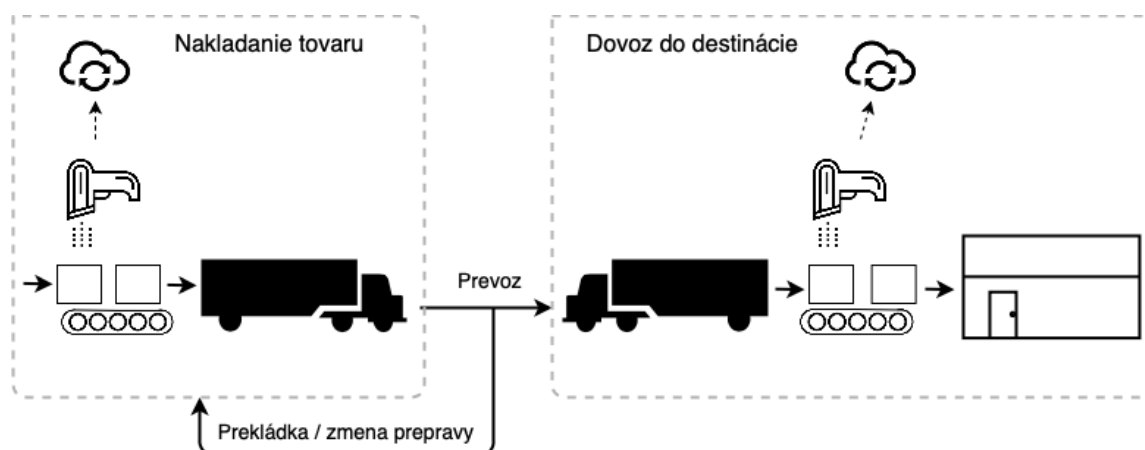 Nakladanie tovaru
Dovoz do destinácie
Prevoz
Prekládka / zmena prepravy